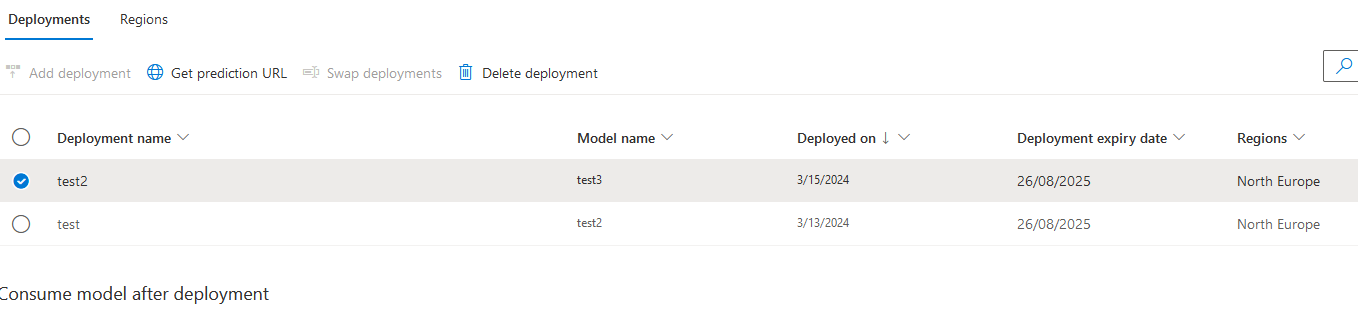 Deployments Regions
Add deployment Get prediction URL Swap deployments Delete deployment
Deployment name Model name Deployed on ↓ Deployment expiry date Regions
test2 test3 3/15/2024 26/08/2025 North Europe
test test2 3/13/2024 26/08/2025 North Europe
Consume model after deployment